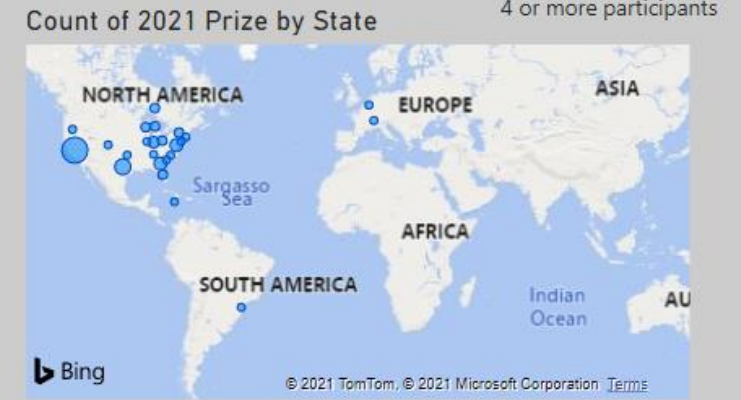 4 or more participants
Count of 2021 Prize by State
NORTH AMERICA
EUROPE
ASIA
Sargasso
Sea
AFRICA
SOUTH AMERICA
Indian
Ocean
AU
Bing
© 2021 TomTom, © 2021 Microsoft Corporation Terms